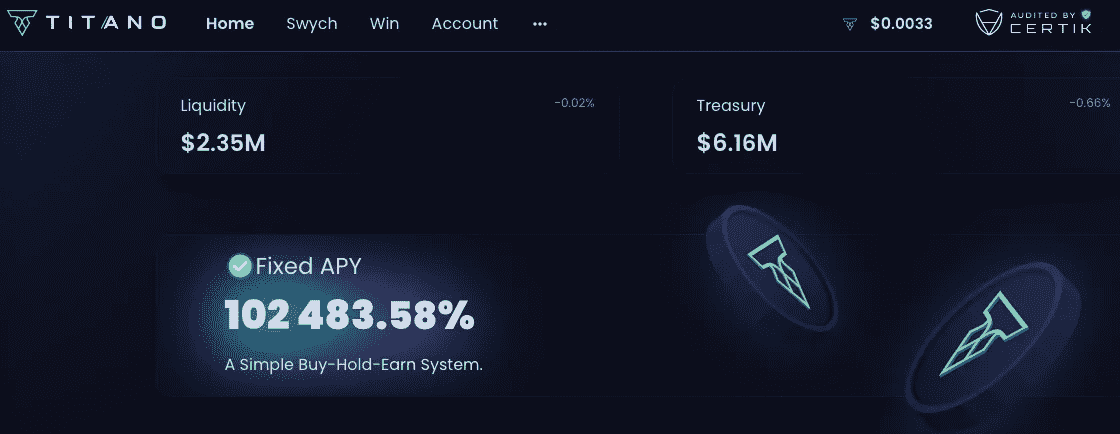 TITANO Home Swych Win Account ••• $0.0033 AUDITED BY
CERTIK
Liquidity -0.02% Treasury -0.66%
$2.35M $6.16M
Fixed APY
102 483.58%
A Simple Buy-Hold-Earn System.